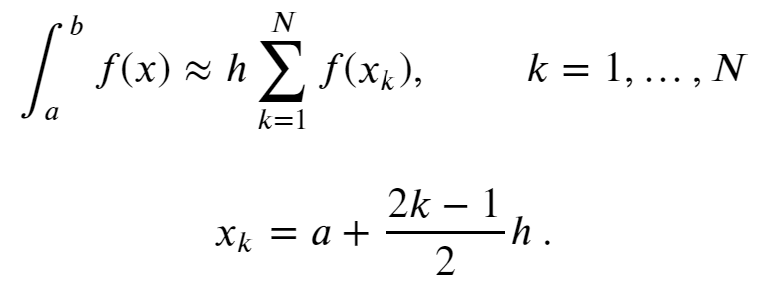 ∫_a^b f(x) ≈ h ∑_{k=1}^{N} f(x_k),  k = 1, … , N
x_k = a + \frac{2k − 1}{2} h .